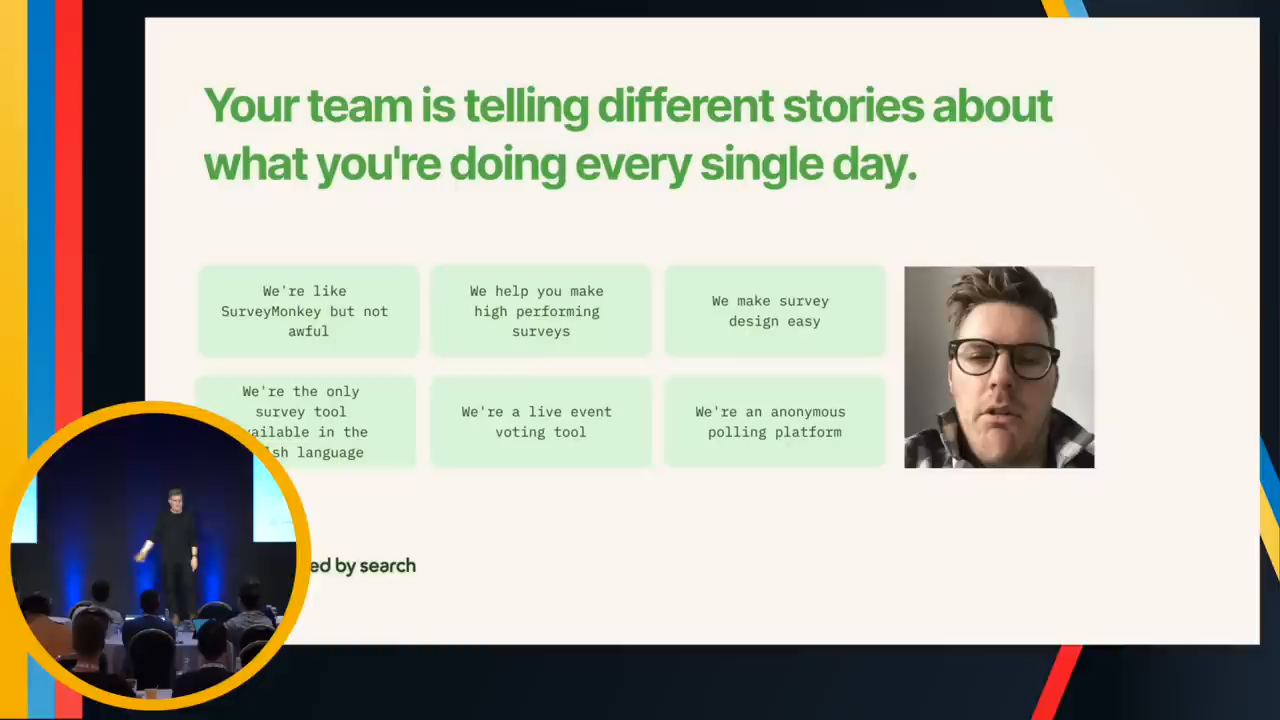 Your team is telling different stories about
what you're doing every single day.
We're like
SurveyMonkey but not
awful
We help you make
high performing
surveys
We make survey
design easy
We're the only
survey tool
in the
language
We're a live event
voting tool
We're an anonymous
polling platform
by search